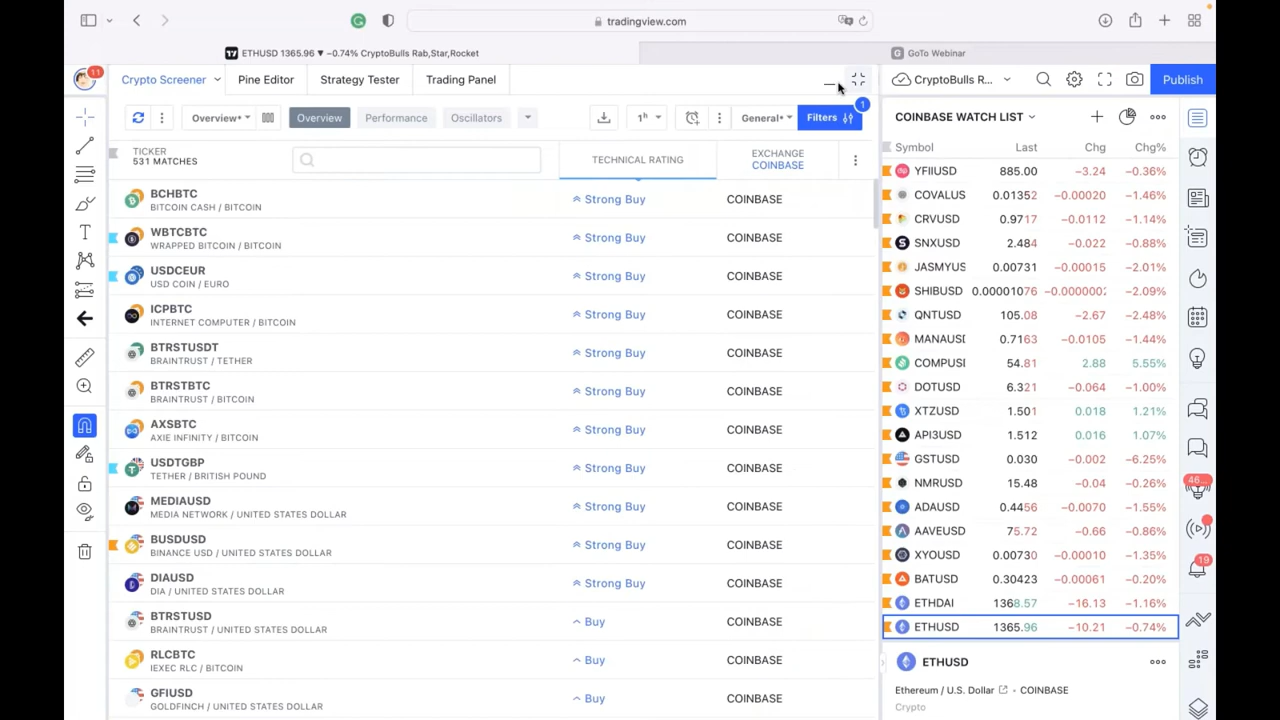 tradingview.com
ETHUSD 1365.96 ▼ −0.74% CryptoBulls Rab,Star,Rocket
GoTo Webinar
11
Crypto Screener
Pine Editor
Strategy Tester
Trading Panel
CryptoBulls R...
Publish
Overview*
Overview
Performance
Oscillators
1h
General*
Filters
1
COINBASE WATCH LIST
TICKER
531 MATCHES
TECHNICAL RATING
EXCHANGE
COINBASE
Symbol Last Chg Chg%
BCHBTC
BITCOIN CASH / BITCOIN
Strong Buy
COINBASE
WBTCBTC
WRAPPED BITCOIN / BITCOIN
Strong Buy
COINBASE
USDCEUR
USD COIN / EURO
Strong Buy
COINBASE
ICPBTC
INTERNET COMPUTER / BITCOIN
Strong Buy
COINBASE
BTRSTUSDT
BRAINTRUST / TETHER
Strong Buy
COINBASE
BTRSTBTC
BRAINTRUST / BITCOIN
Strong Buy
COINBASE
AXSBTC
AXIE INFINITY / BITCOIN
Strong Buy
COINBASE
USDTGBP
TETHER / BRITISH POUND
Strong Buy
COINBASE
MEDIAUSD
MEDIA NETWORK / UNITED STATES DOLLAR
Strong Buy
COINBASE
BUSDUSD
BINANCE USD / UNITED STATES DOLLAR
Strong Buy
COINBASE
DIAUSD
DIA / UNITED STATES DOLLAR
Strong Buy
COINBASE
BTRSTUSD
BRAINTRUST / UNITED STATES DOLLAR
Buy
COINBASE
RLCBTC
IEXEC RLC / BITCOIN
Buy
COINBASE
GFIUSD
GOLDFINCH / UNITED STATES DOLLAR
Buy
COINBASE
YFIIUSD 885.00 −3.24 −0.36%
COVALUS 0.01352 −0.00020 −1.46%
CRVUSD 0.9717 −0.0112 −1.14%
SNXUSD 2.484 −0.022 −0.88%
JASMYUS 0.00731 −0.00015 −2.01%
SHIBUSD 0.00001076 −0.0000002 −2.09%
QNTUSD 105.08 −2.67 −2.48%
MANAUS 0.7163 −0.0105 −1.44%
COMPUS 54.81 2.88 5.55%
DOTUSD 6.321 −0.064 −1.00%
XTZUSD 1.501 0.018 1.21%
API3USD 1.512 0.016 1.07%
GSTUSD 0.030 −0.002 −6.25%
NMRUSD 15.48 −0.04 −0.26%
ADAUSD 0.4456 −0.0070 −1.55%
AAVEUSD 75.72 −0.66 −0.86%
XYOUSD 0.00730 −0.00010 −1.35%
BATUSD 0.30423 −0.00061 −0.20%
ETHDAI 1368.57 −16.13 −1.16%
ETHUSD 1365.96 −10.21 −0.74%
ETHUSD
Ethereum / U.S. Dollar • COINBASE
Crypto
46...
19